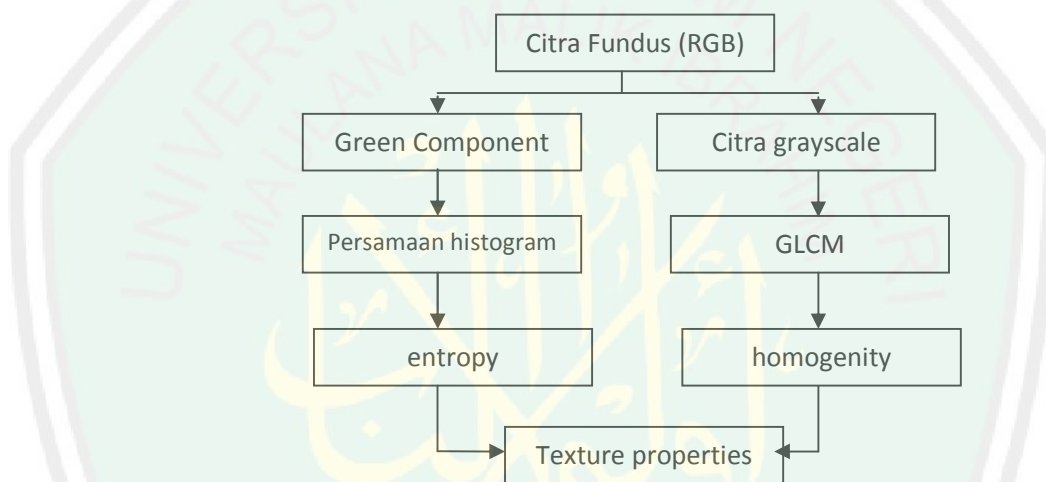 Citra Fundus (RGB)
Green Component
Citra grayscale
Persamaan histogram
GLCM
entropy
homogenity
Texture properties